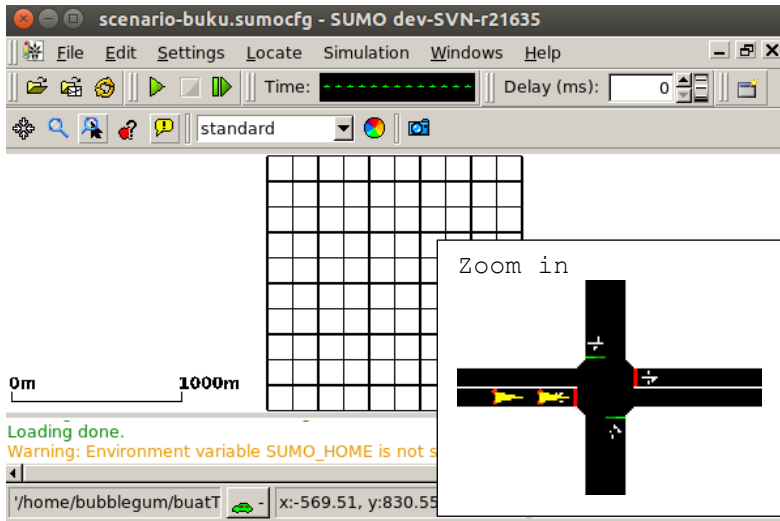 scenario-buku.sumocfg - SUMO dev-SVN-r21635
File Edit Settings Locate Simulation Windows Help
Time: Delay (ms): 0
standard
Zoom in
0m 1000m
Loading done.
Warning: Environment variable SUMO_HOME is not s
'/home/bubblegum/buatT - x:-569.51, y:830.55